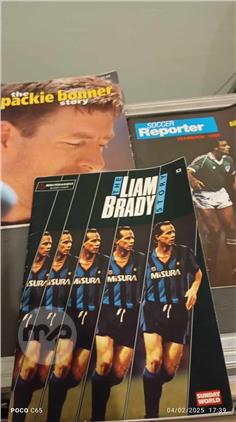 the
packie bonner
story
SOCCER
Reporter
THE
LIAM
BRADY
STORY
MISURA
MISURA
MISURA
MISURA
MISURA
SUNDAY
WORLD
POCO C65
04/02/2025 17:39